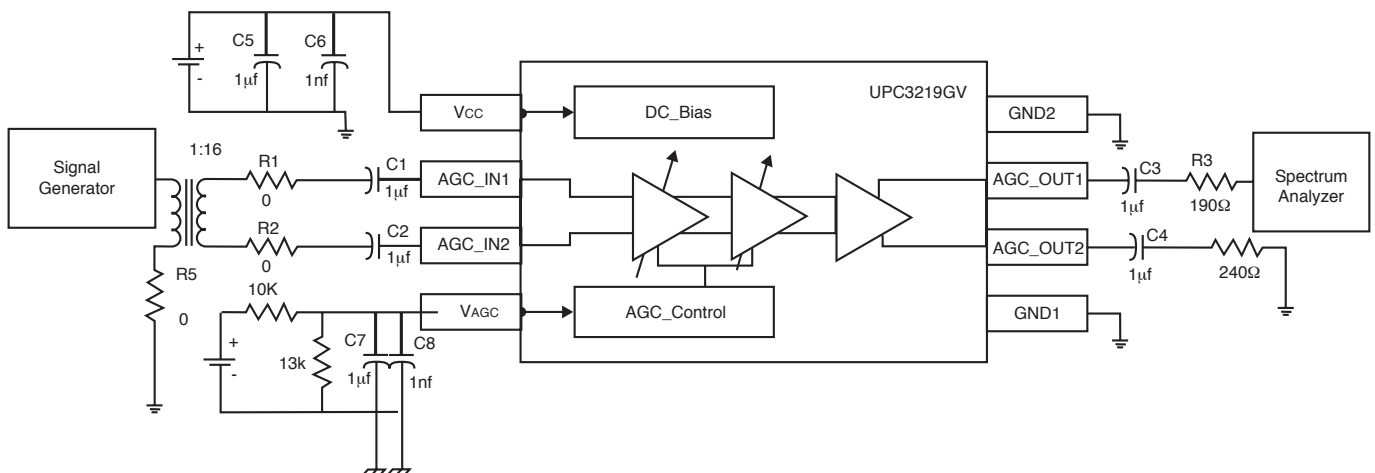 +
-
C5
1µf
C6
1nf
Signal
Generator
1:16
R1
0
C1
1µf
R2
0
C2
1µf
R5
0
10K
+
-
13k
C7
1µf
C8
1nf
VCC
AGC_IN1
AGC_IN2
VAGC
UPC3219GV
DC_Bias
AGC_Control
GND2
AGC_OUT1
AGC_OUT2
GND1
C3
1µf
R3
190Ω
C4
1µf
240Ω
Spectrum
Analyzer